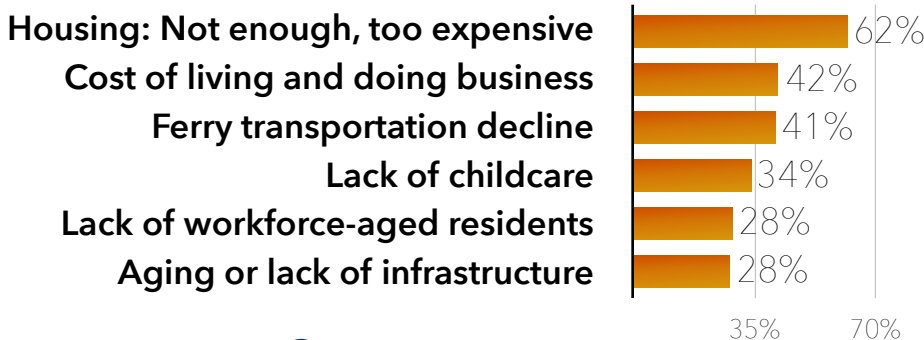 Housing: Not enough, too expensive 62%
Cost of living and doing business 42%
Ferry transportation decline 41%
Lack of childcare 34%
Lack of workforce-aged residents 28%
Aging or lack of infrastructure 28%
35% 70%